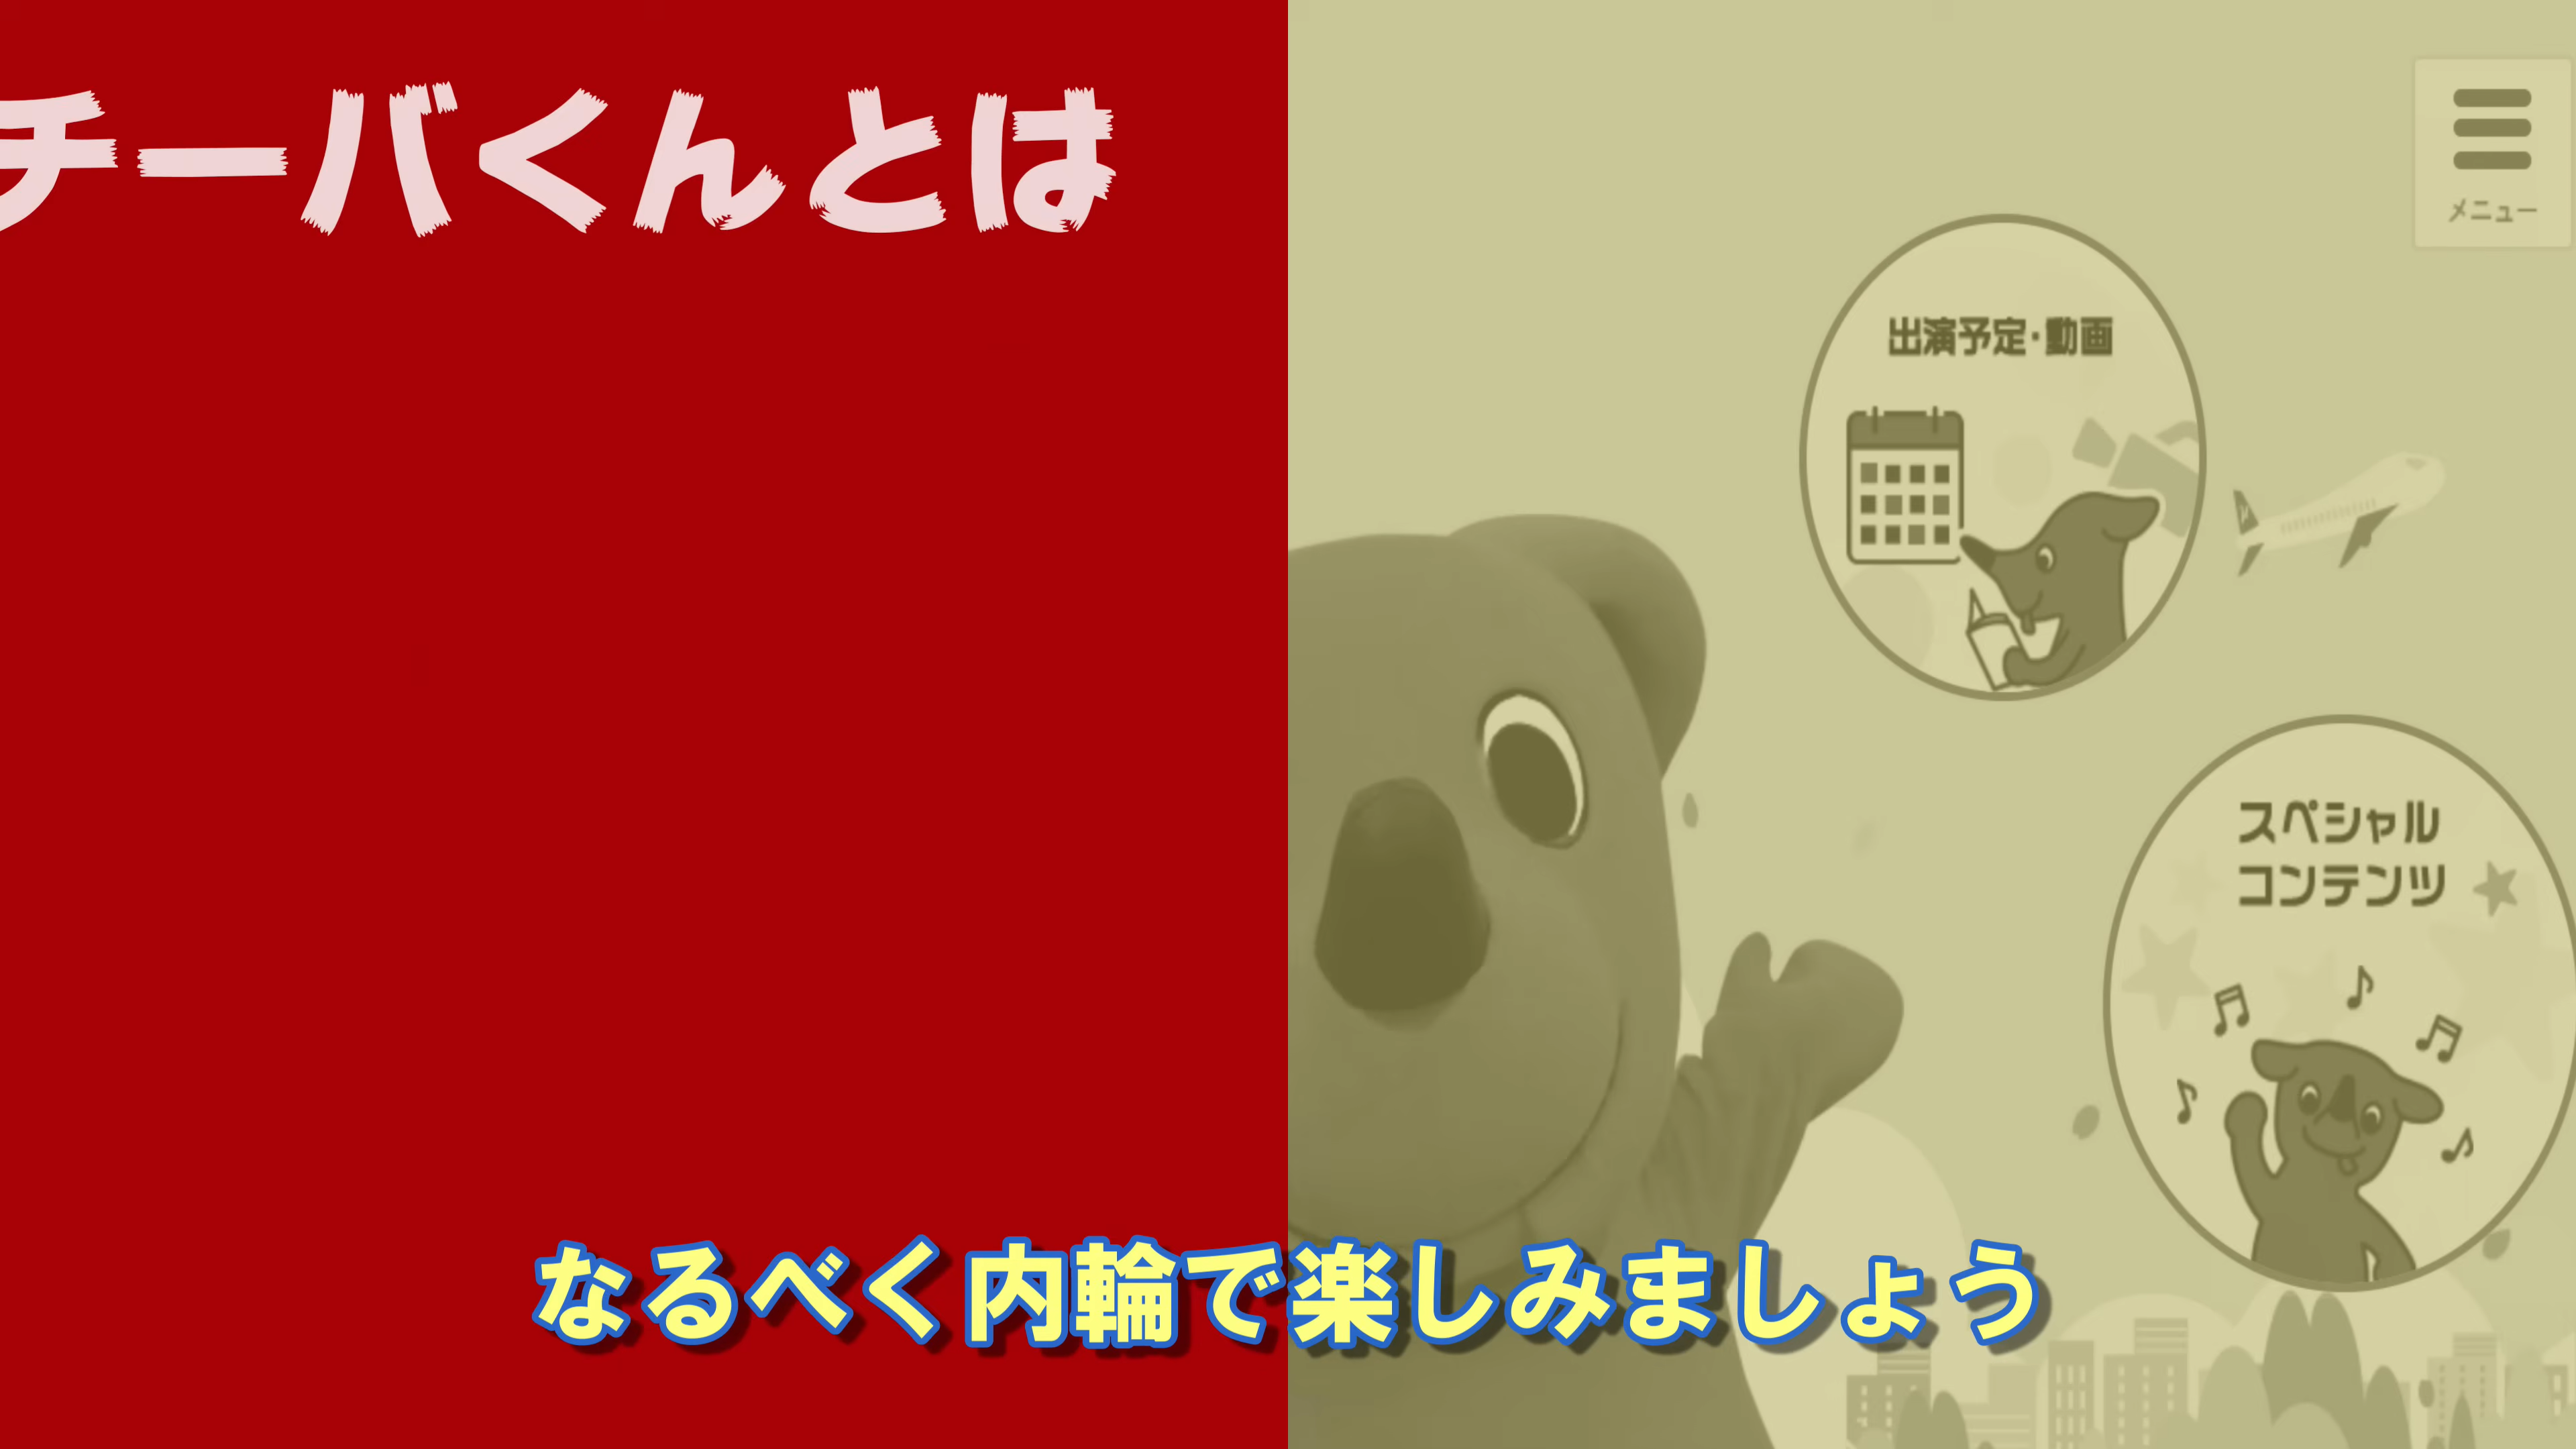 チーバくんとは
メニュー
出演予定・動画
スペシャル
コンテンツ
なるべく内輪で楽しみましょう